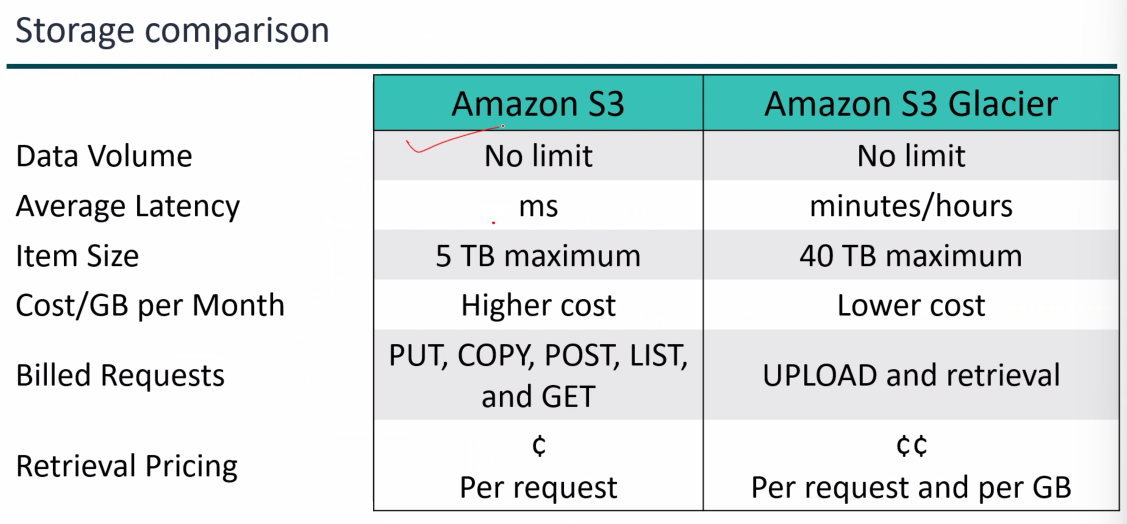 Storage comparison
Amazon S3 Amazon S3 Glacier
Data Volume No limit No limit
Average Latency ms minutes/hours
Item Size 5 TB maximum 40 TB maximum
Cost/GB per Month Higher cost Lower cost
Billed Requests PUT, COPY, POST, LIST, and GET UPLOAD and retrieval
Retrieval Pricing ¢ Per request ¢¢ Per request and per GB